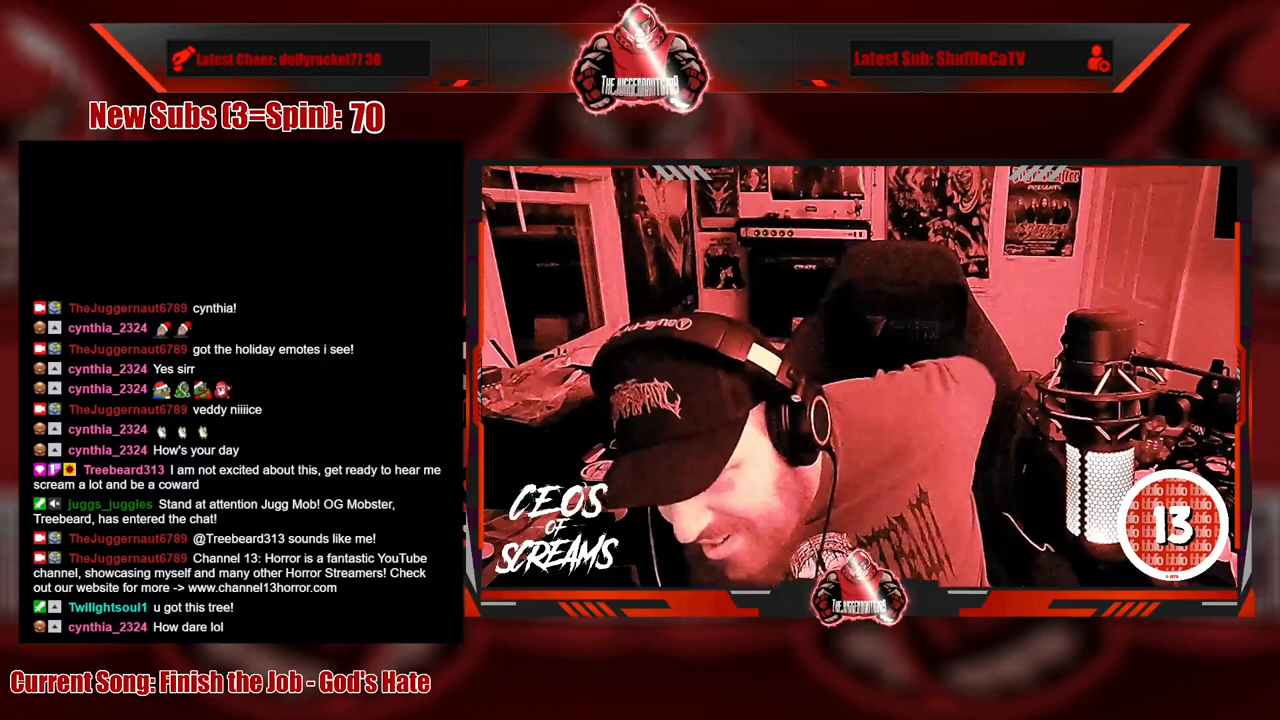 Latest Cheer: dollyrocket77 30
THEJUGGERNAUT6789
Latest Sub: ShuffleCaTV
New Subs (3=Spin): 70
TheJuggernaut6789 cynthia!
cynthia_2324
TheJuggernaut6789 got the holiday emotes i see!
cynthia_2324 Yes sirr
cynthia_2324
TheJuggernaut6789 veddy niiiice
cynthia_2324
cynthia_2324 How's your day
Treebeard313 I am not excited about this, get ready to hear me
scream a lot and be a coward
juggs_juggies Stand at attention Jugg Mob! OG Mobster,
Treebeard, has entered the chat!
TheJuggernaut6789 @Treebeard313 sounds like me!
TheJuggernaut6789 Channel 13: Horror is a fantastic YouTube
channel, showcasing myself and many other Horror Streamers! Check
out our website for more -> www.channel13horror.com
Twilightsoul1 u got this tree!
cynthia_2324 How dare lol
PRESENTS
CRATE
CEO'S
OF
SCREAMS
13
Current Song: Finish the Job - God's Hate